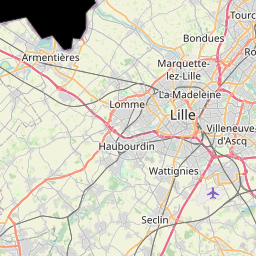 Tourc
Bondues
Armentières
Marquette-
lez-Lille
Ro
La Madeleine
Lomme
Lille
Villeneuve
d'Ascq
Haubourdin
Wattignies
Seclin